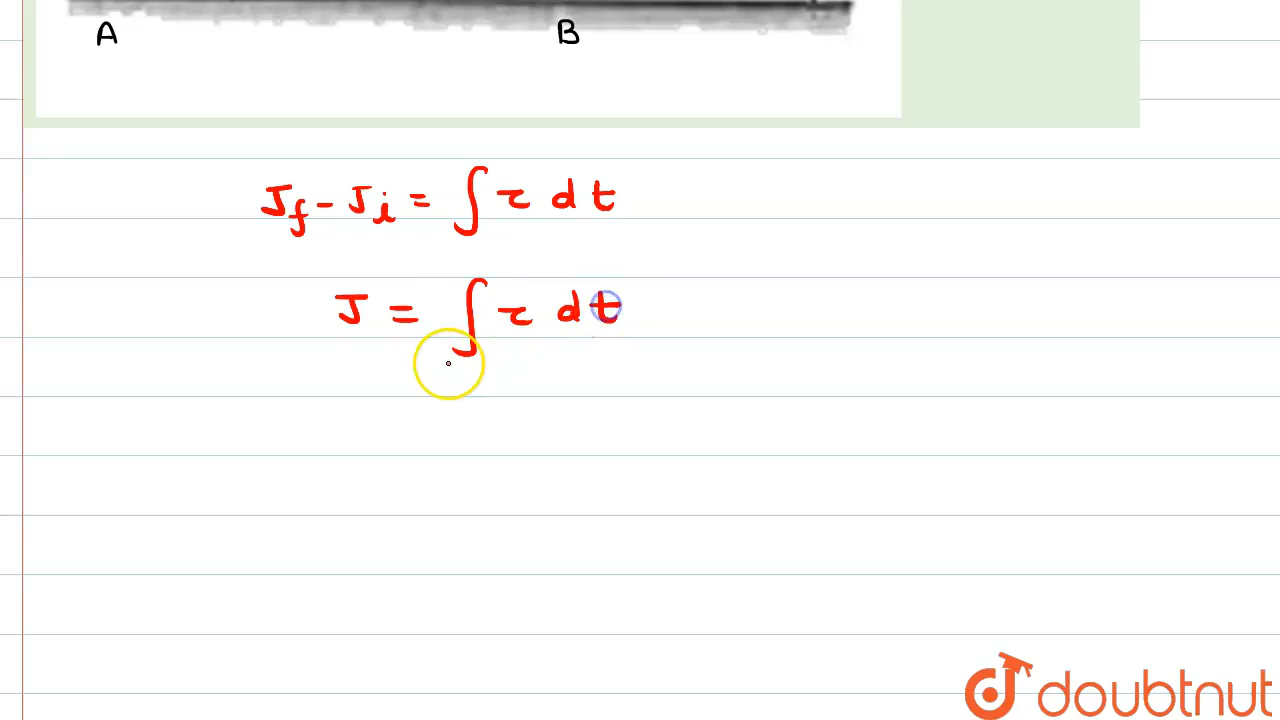 A B
J_f - J_i = ∫ τ dt
J = ∫ τ dt
doubtnut